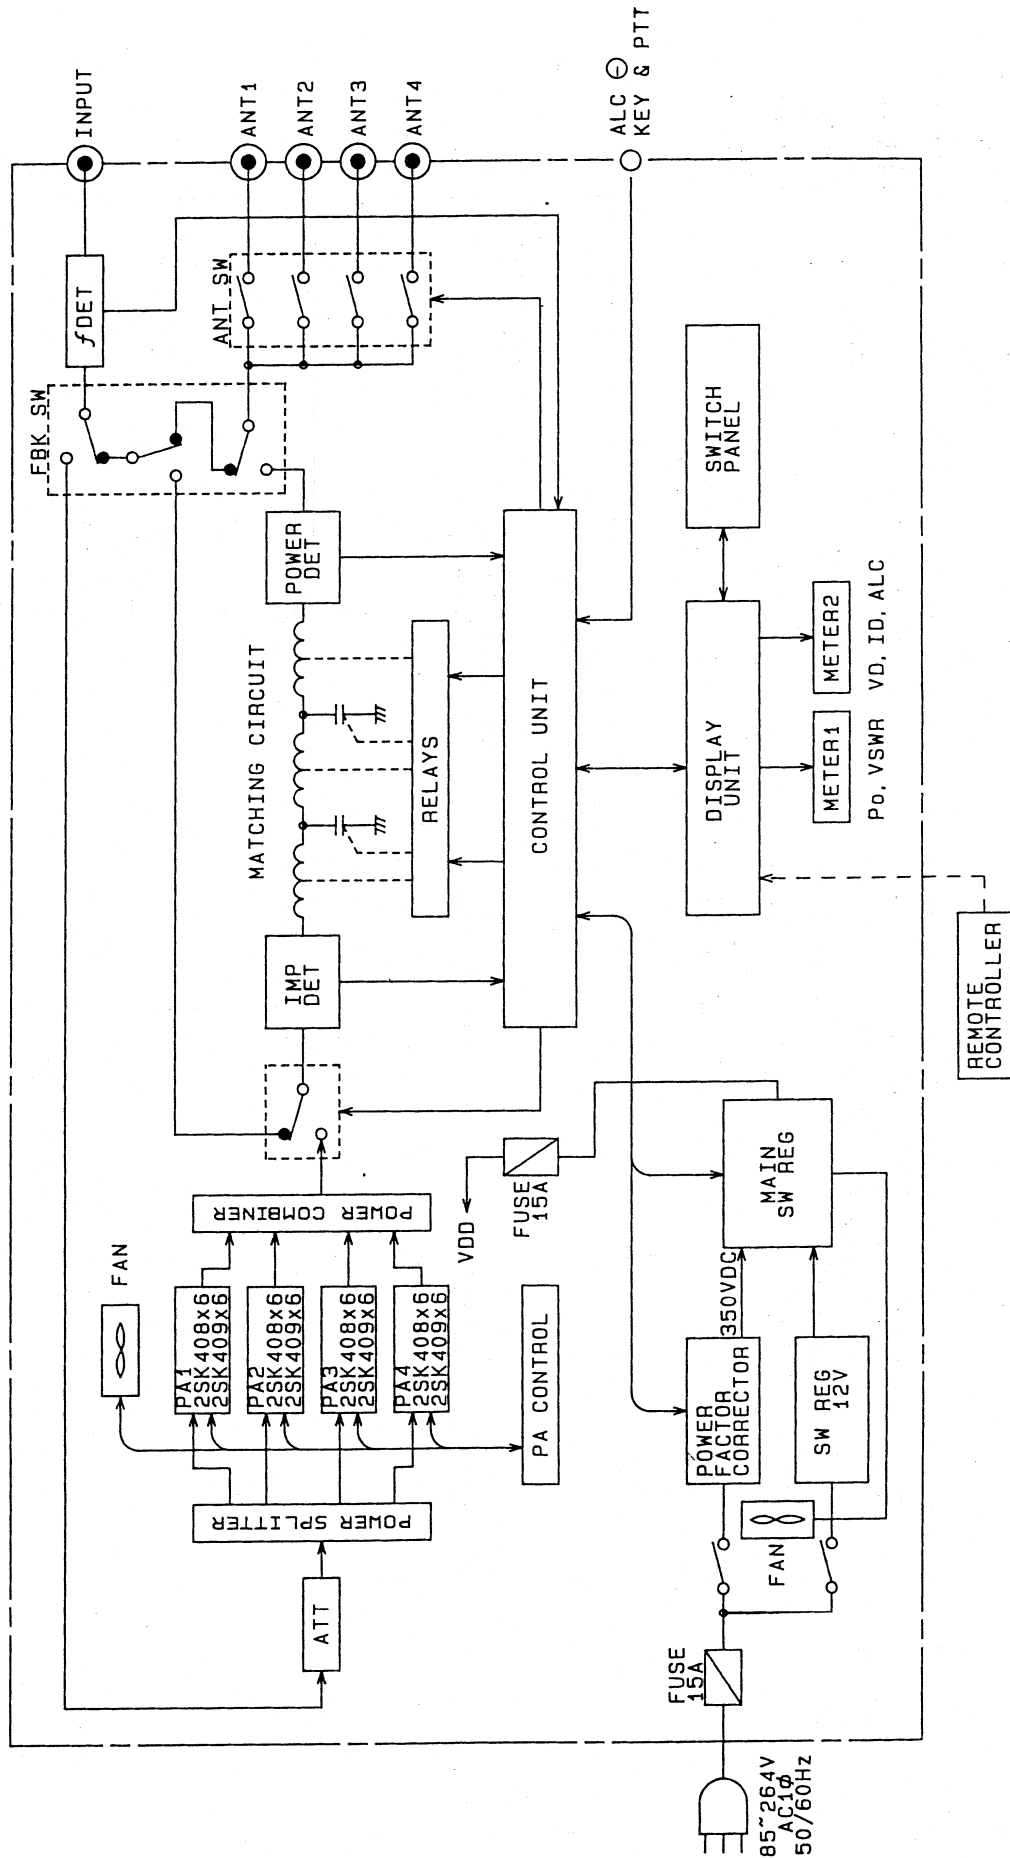 INPUT
ANT1
ANT2
ANT3
ANT4
ALC ⊖
KEY & PTT
fDET
FBK SW
ANT SW
POWER
DET
MATCHING CIRCUIT
IMP
DET
RELAYS
CONTROL UNIT
SWITCH
PANEL
DISPLAY
UNIT
METER1
METER2
Po, VSWR
VD, ID, ALC
REMOTE
CONTROLLER
FAN
POWER COMBINER
PA1
2SK408x6
2SK409x6
PA2
2SK408x6
2SK409x6
PA3
2SK408x6
2SK409x6
PA4
2SK408x6
2SK409x6
POWER SPLITTER
ATT
PA CONTROL
VDD
FUSE
15A
MAIN
SW REG
350VDC
POWER
FACTOR
CORRECTOR
SW REG
12V
FAN
FUSE
15A
85~264V
AC1φ
50/60Hz